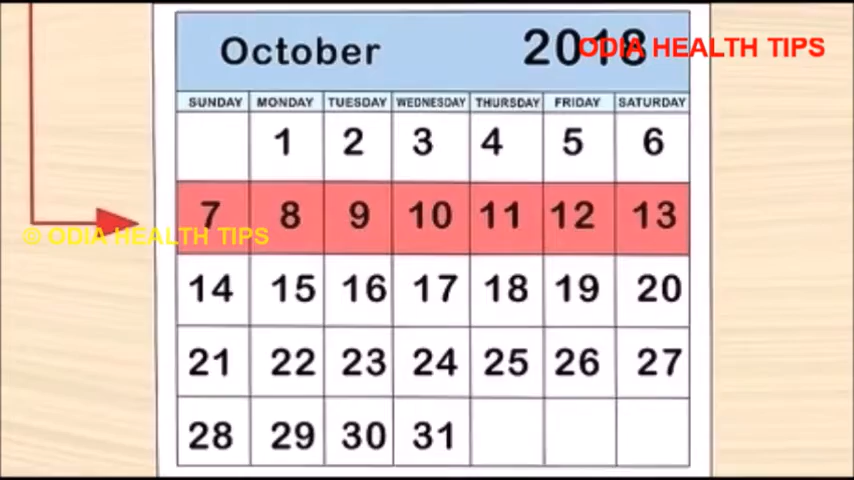 October 2018
ODIA HEALTH TIPS
SUNDAY MONDAY TUESDAY WEDNESDAY THURSDAY FRIDAY SATURDAY
1 2 3 4 5 6
7 8 9 10 11 12 13
© ODIA HEALTH TIPS
14 15 16 17 18 19 20
21 22 23 24 25 26 27
28 29 30 31